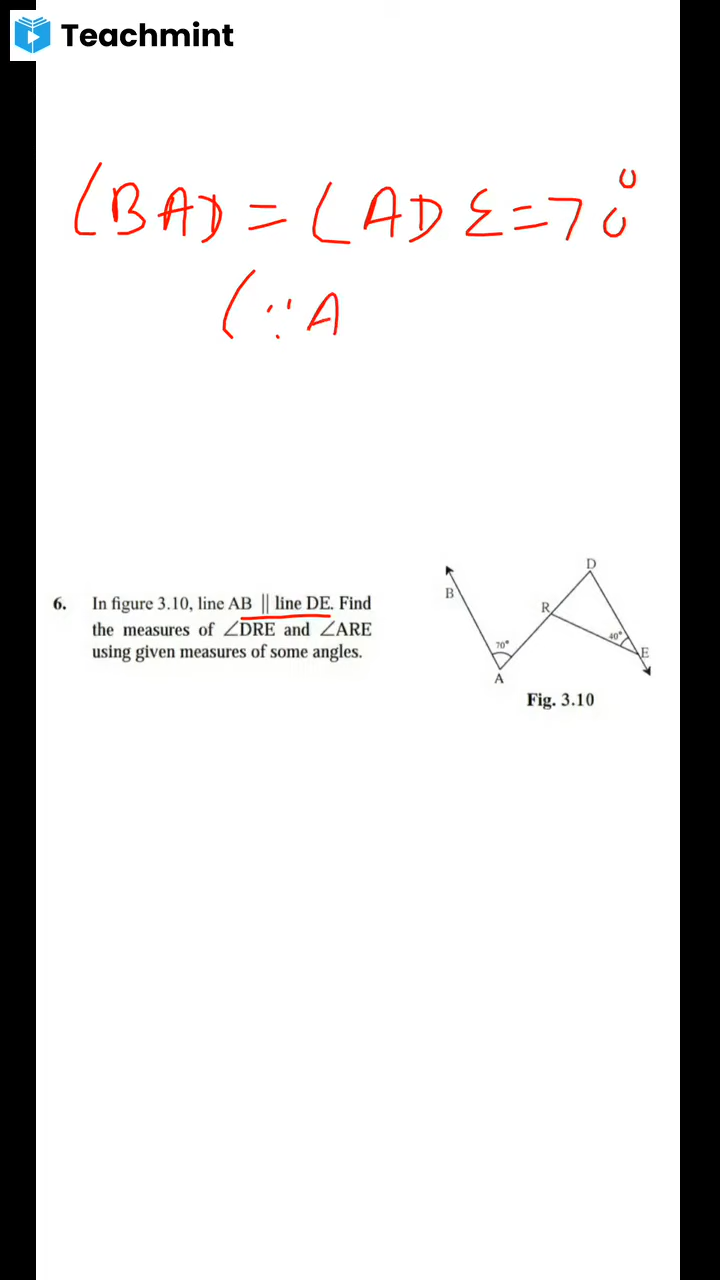 Teachmint
∠BAD = ∠ADE = 70°
(∵ A
6. In figure 3.10, line AB || line DE. Find
the measures of ∠DRE and ∠ARE
using given measures of some angles.
D
B
R
40°
70°
E
A
Fig. 3.10